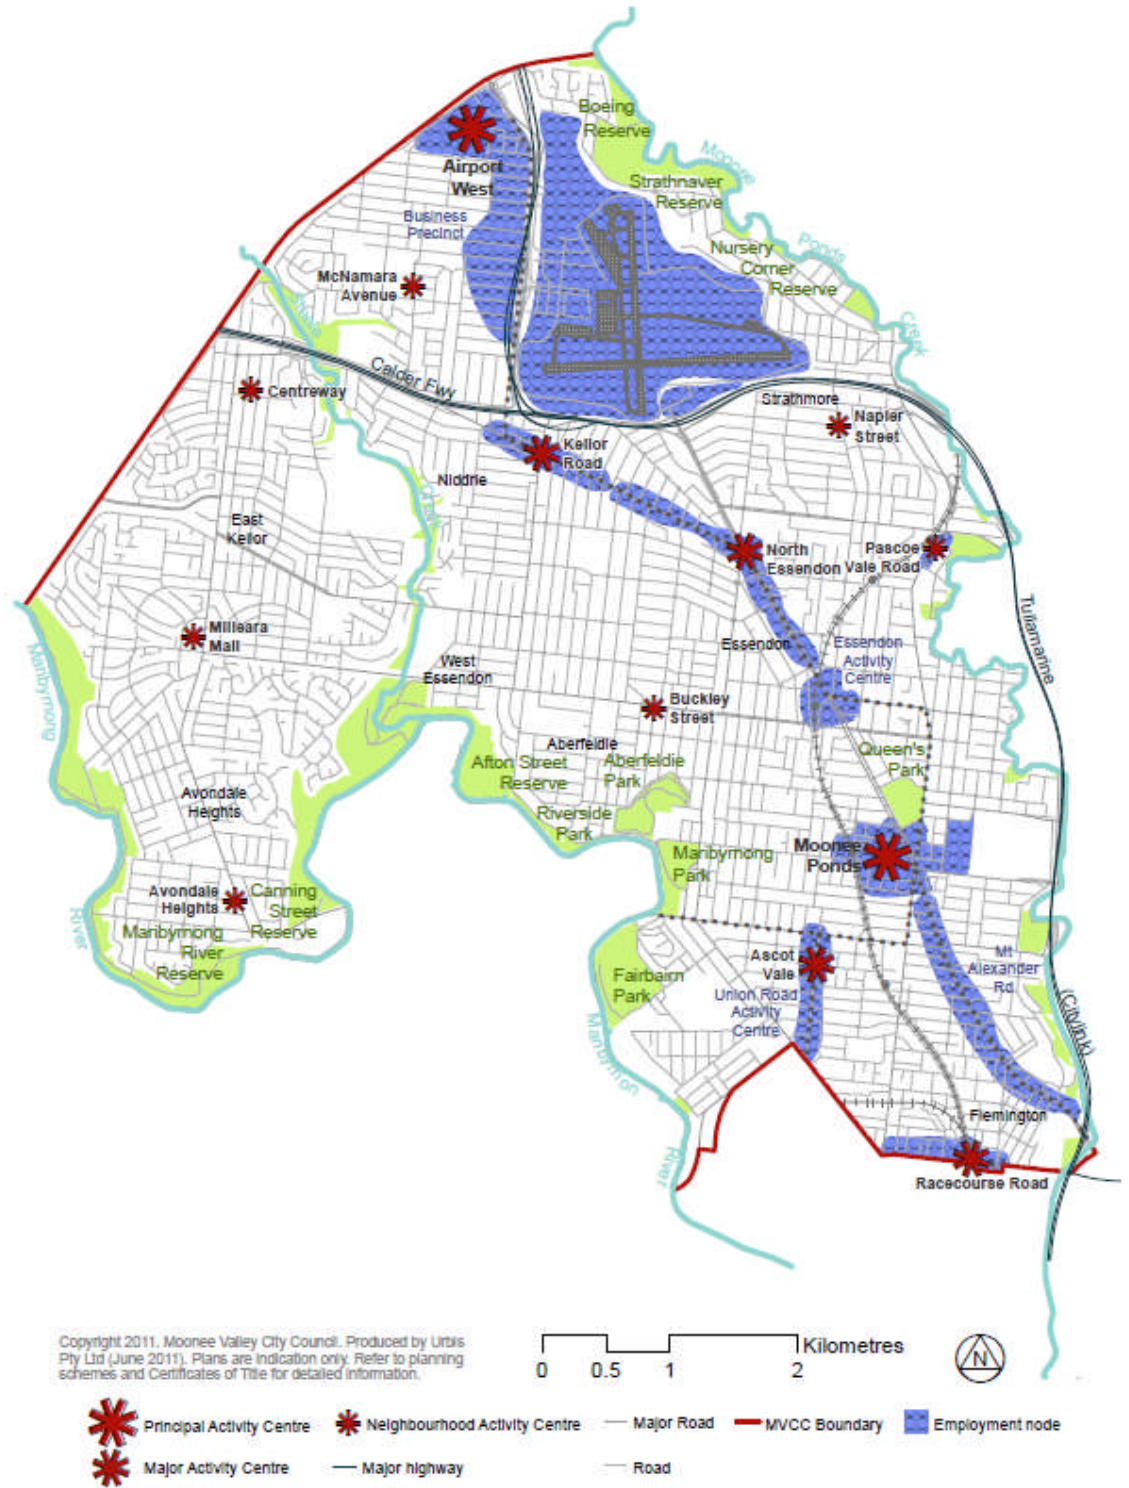 Boeing
Reserve
Moonee
Airport
West
Strathnaver
Reserve
Business
Precinct
Ponds
Nursery
Corner
Reserve
McNamara
Avenue
Creek
Calder Fwy
Centreway
Strathmore
Napier
Street
Keilor
Road
Niddrie
Creek
East
Keilor
North
Essendon
Pascoe
Vale Road
Tullamarine
Milleara
Mall
Essendon
Essendon
Activity
Centre
Maribyrnong
West
Essendon
Buckley
Street
Aberfeldie
Queen's
Park
Afton Street
Reserve
Aberfeldie
Park
Avondale
Heights
Riverside
Park
Moonee
Ponds
Maribyrnong
Park
Avondale
Heights
Canning
Street
Reserve
River
Maribyrnong
River
Reserve
Ascot
Vale
Mt
Alexander
Rd
Fairbairn
Park
Union Road
Activity
Centre
(Citylink)
Maribyrnon
Flemington
River
Racecourse Road
Copyright 2011. Moonee Valley City Council. Produced by Urbis
Pty Ltd (June 2011). Plans are indication only. Refer to planning
schemes and Certificates of Title for detailed information.
Kilometres
0 0.5 1 2
N
Principal Activity Centre
Neighbourhood Activity Centre
Major Road
MVCC Boundary
Employment node
Major Activity Centre
Major highway
Road